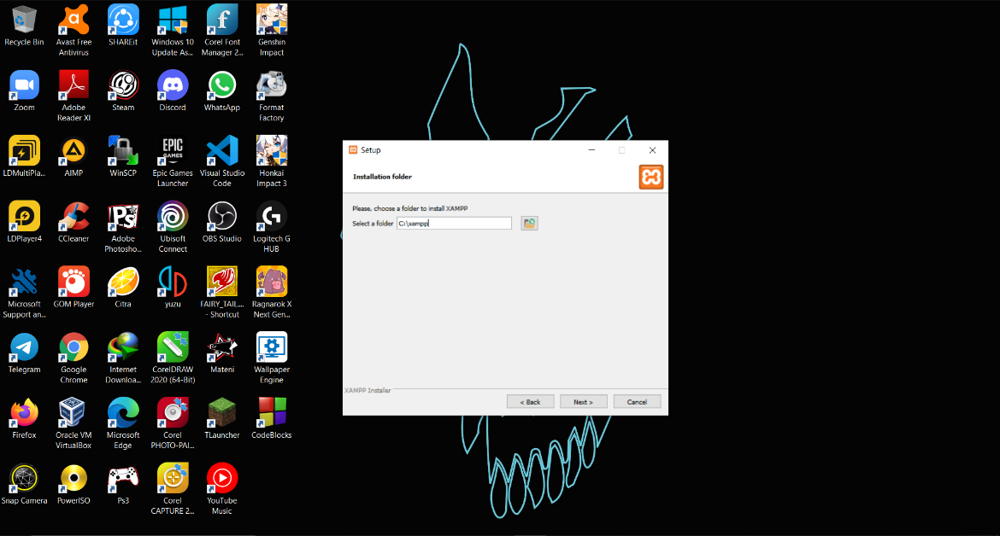 Recycle Bin
Avast Free
Antivirus
SHAREit
Windows 10
Update As...
Corel Font
Manager 2...
Genshin
Impact
Zoom
Adobe
Reader XI
Steam
Discord
WhatsApp
Format
Factory
LDMultiPla...
AIMP
WinSCP
EPIC
GAMES
Epic Games
Launcher
Visual Studio
Code
Honkai
Impact 3
LDPlayer4
CCleaner
Ps
Adobe
Photosho...
Ubisoft
Connect
OBS Studio
Logitech G
HUB
Microsoft
Support an...
GOM Player
Citra
yuzu
FAIRY_TAIL....
- Shortcut
Ragnarok X
Next Gen...
Telegram
Google
Chrome
Internet
Downloa...
CorelDRAW
2020 (64-Bit)
Mateni
Wallpaper
Engine
Firefox
Oracle VM
VirtualBox
Microsoft
Edge
Corel
PHOTO-PAI...
TLauncher
CodeBlocks
Snap Camera
PowerISO
Ps3
Corel
CAPTURE 2...
YouTube
Music
Setup
Installation folder
Please, choose a folder to install XAMPP
Select a folder C:\xampp
XAMPP Installer
< Back Next > Cancel